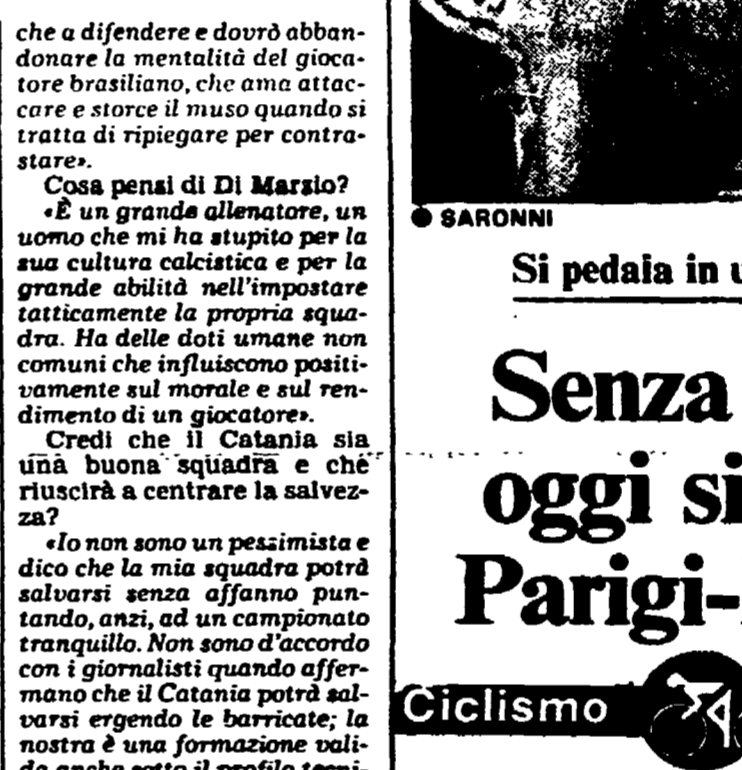 che a difendere e dovrà abban-
donare la mentalità del gioca-
tore brasiliano, che ama attac-
care e storce il muso quando si
tratta di ripiegare per contra-
stare».
Cosa pensi di Di Marzio?
«È un grande allenatore, un
uomo che mi ha stupito per la
sua cultura calcistica e per la
grande abilità nell'impostare
tatticamente la propria squa-
dra. Ha delle doti umane non
comuni che influiscono positi-
vamente sul morale e sul ren-
dimento di un giocatore».
Credi che il Catania sia
una buona squadra e che
riuscirà a centrare la salvez-
za?
«Io non sono un pessimista e
dico che la mia squadra potrà
salvarsi senza affanno pun-
tando, anzi, ad un campionato
tranquillo. Non sono d'accordo
con i giornalisti quando affer-
mano che il Catania potrà sal-
varsi ergendo le barricate; la
nostra è una formazione vali-
da anche sotto il profilo tecni-
● SARONNI
Si pedala in u
Senza
oggi si
Parigi-
Ciclismo